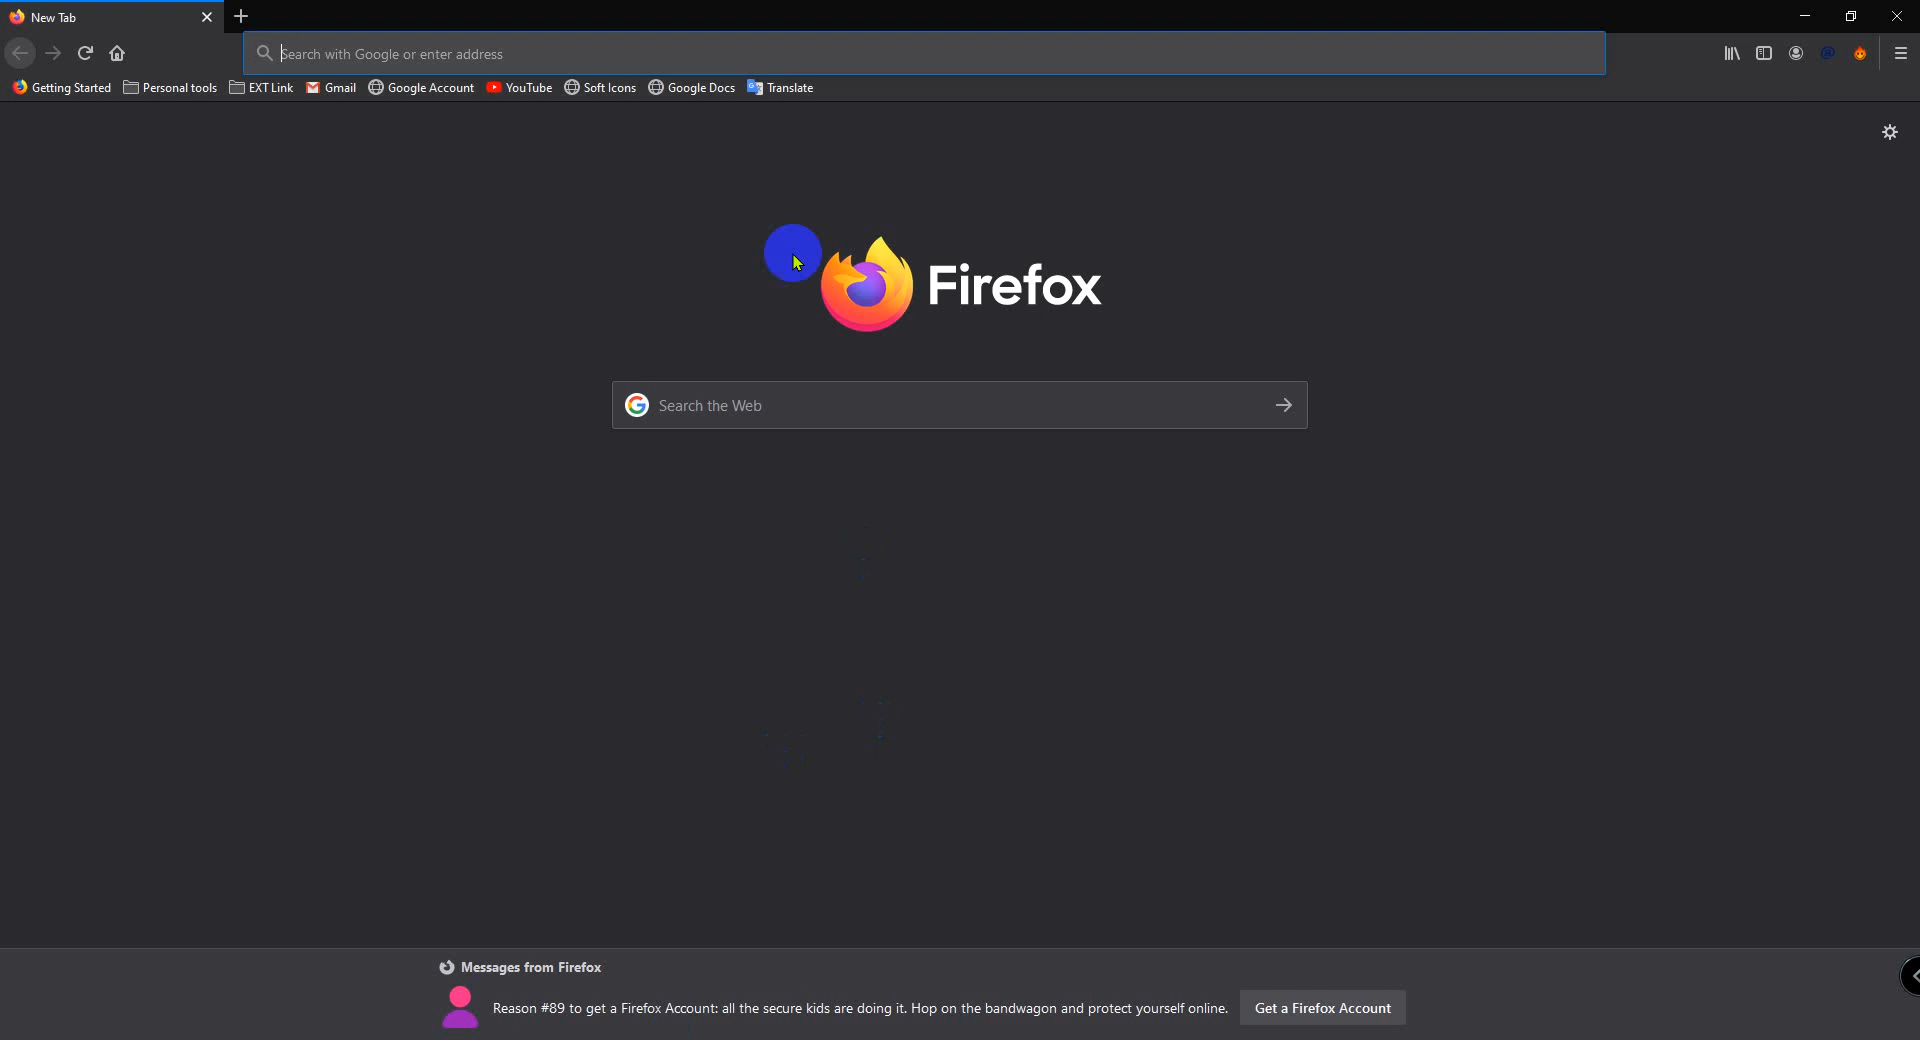 New Tab
Search with Google or enter address
Getting Started Personal tools EXT Link Gmail Google Account YouTube Soft Icons Google Docs Translate
Firefox
Search the Web
Messages from Firefox
Reason #89 to get a Firefox Account: all the secure kids are doing it. Hop on the bandwagon and protect yourself online. Get a Firefox Account